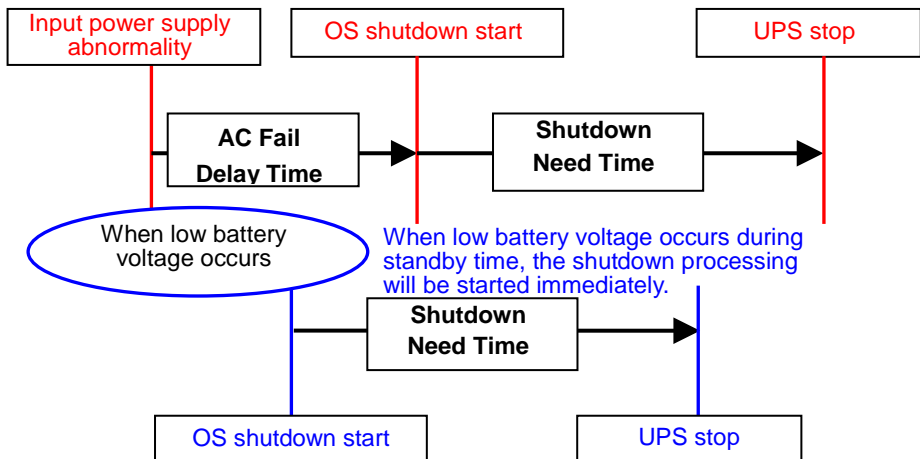 Input power supply
abnormality
OS shutdown start
UPS stop
AC Fail
Delay Time
Shutdown
Need Time
When low battery
voltage occurs
When low battery voltage occurs during
standby time, the shutdown processing
will be started immediately.
Shutdown
Need Time
OS shutdown start
UPS stop